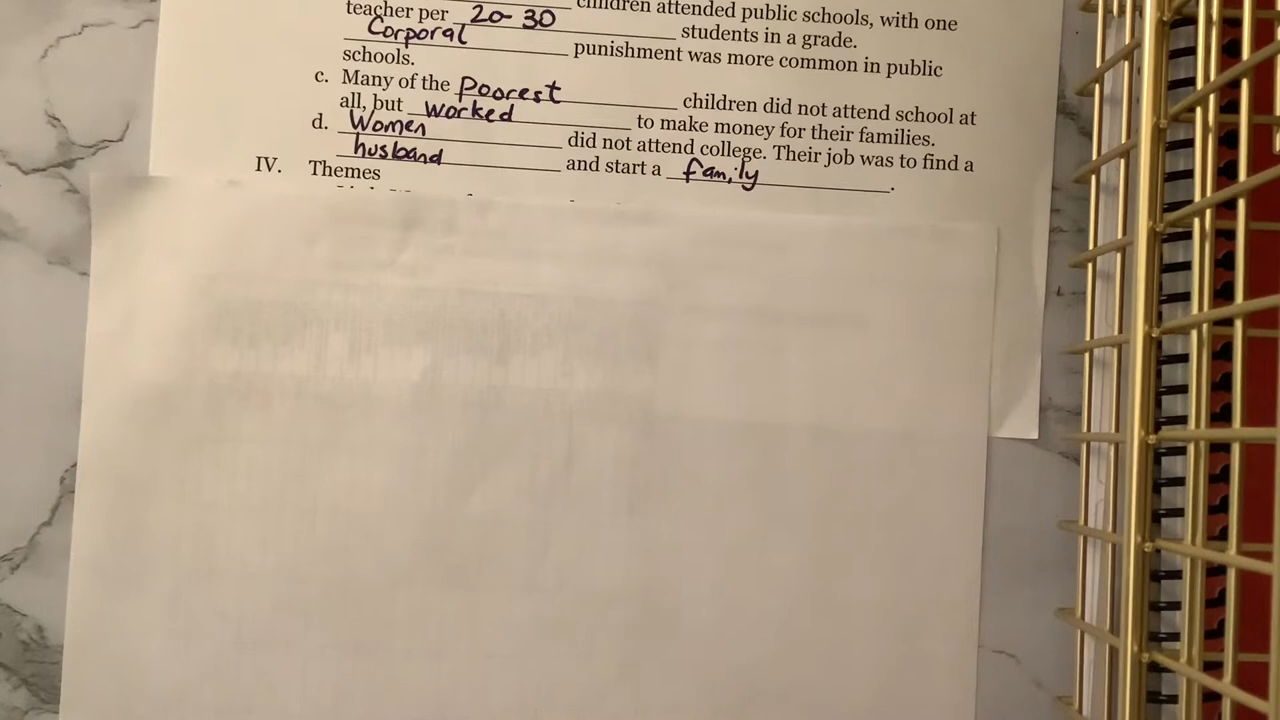 children attended public schools, with one
teacher per 20-30 students in a grade.
Corporal punishment was more common in public
schools.
c. Many of the poorest children did not attend school at
all, but worked to make money for their families.
d. Women did not attend college. Their job was to find a
husband and start a family.
IV. Themes